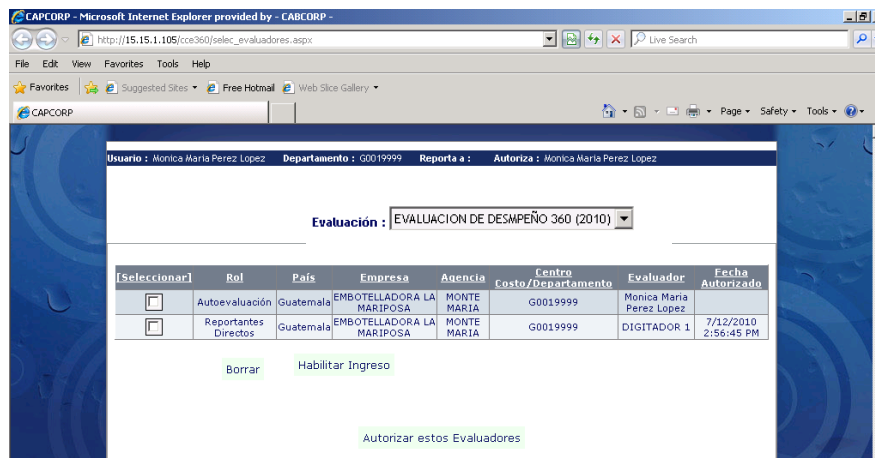 CAPCORP - Microsoft Internet Explorer provided by - CABCORP -
http://15.15.1.105/cce360/selec_evaluadores.aspx
Live Search
File Edit View Favorites Tools Help
Favorites Suggested Sites Free Hotmail Web Slice Gallery
CAPCORP Page Safety Tools
Usuario : Monica Maria Perez Lopez Departamento : G0019999 Reporta a : Autoriza : Monica Maria Perez Lopez
Evaluación : EVALUACION DE DESMPEÑO 360 (2010)
[Seleccionar] Rol País Empresa Agencia Centro Costo/Departamento Evaluador Fecha Autorizado
Autoevaluación Guatemala EMBOTELLADORA LA MARIPOSA MONTE MARIA G0019999 Monica Maria Perez Lopez
Reportantes Directos Guatemala EMBOTELLADORA LA MARIPOSA MONTE MARIA G0019999 DIGITADOR 1 7/12/2010 2:56:45 PM
Borrar Habilitar Ingreso
Autorizar estos Evaluadores